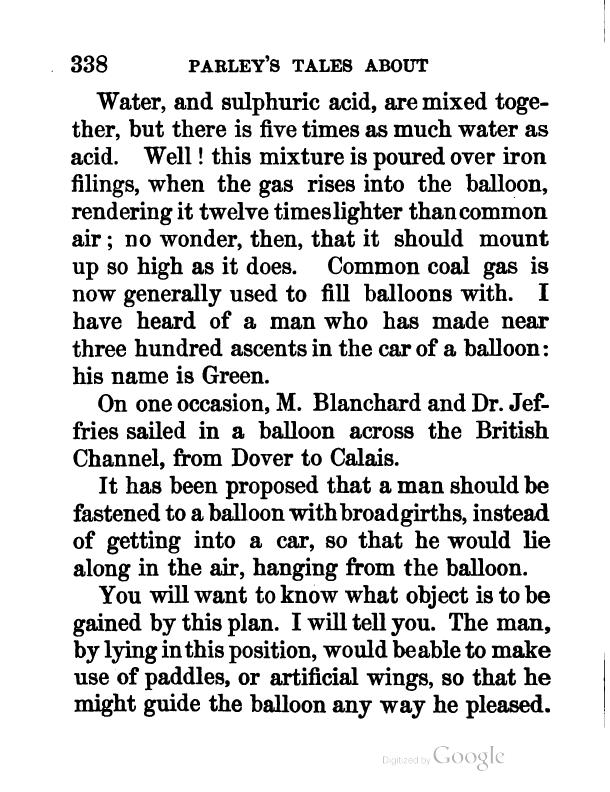 338 PARLEY'S TALES ABOUT
Water, and sulphuric acid, are mixed toge-
ther, but there is five times as much water as
acid. Well! this mixture is poured over iron
filings, when the gas rises into the balloon,
rendering it twelve times lighter than common
air; no wonder, then, that it should mount
up so high as it does. Common coal gas is
now generally used to fill balloons with. I
have heard of a man who has made near
three hundred ascents in the car of a balloon:
his name is Green.
On one occasion, M. Blanchard and Dr. Jef-
fries sailed in a balloon across the British
Channel, from Dover to Calais.
It has been proposed that a man should be
fastened to a balloon with broad girths, instead
of getting into a car, so that he would lie
along in the air, hanging from the balloon.
You will want to know what object is to be
gained by this plan. I will tell you. The man,
by lying in this position, would be able to make
use of paddles, or artificial wings, so that he
might guide the balloon any way he pleased.
Digitized by Google